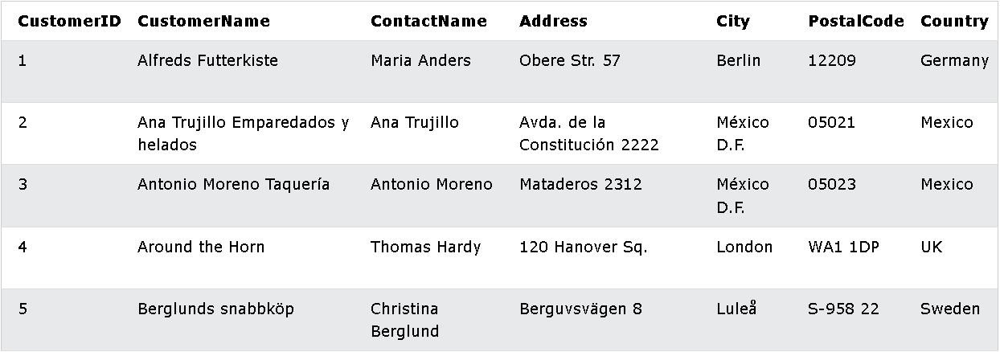 CustomerID CustomerName ContactName Address City PostalCode Country
1 Alfreds Futterkiste Maria Anders Obere Str. 57 Berlin 12209 Germany
2 Ana Trujillo Emparedados y Ana Trujillo Avda. de la México 05021 Mexico
helados Constitución 2222 D.F.
3 Antonio Moreno Taquería Antonio Moreno Mataderos 2312 México 05023 Mexico
D.F.
4 Around the Horn Thomas Hardy 120 Hanover Sq. London WA1 1DP UK
5 Berglunds snabbköp Christina Berguvsvägen 8 Luleå S-958 22 Sweden
Berglund